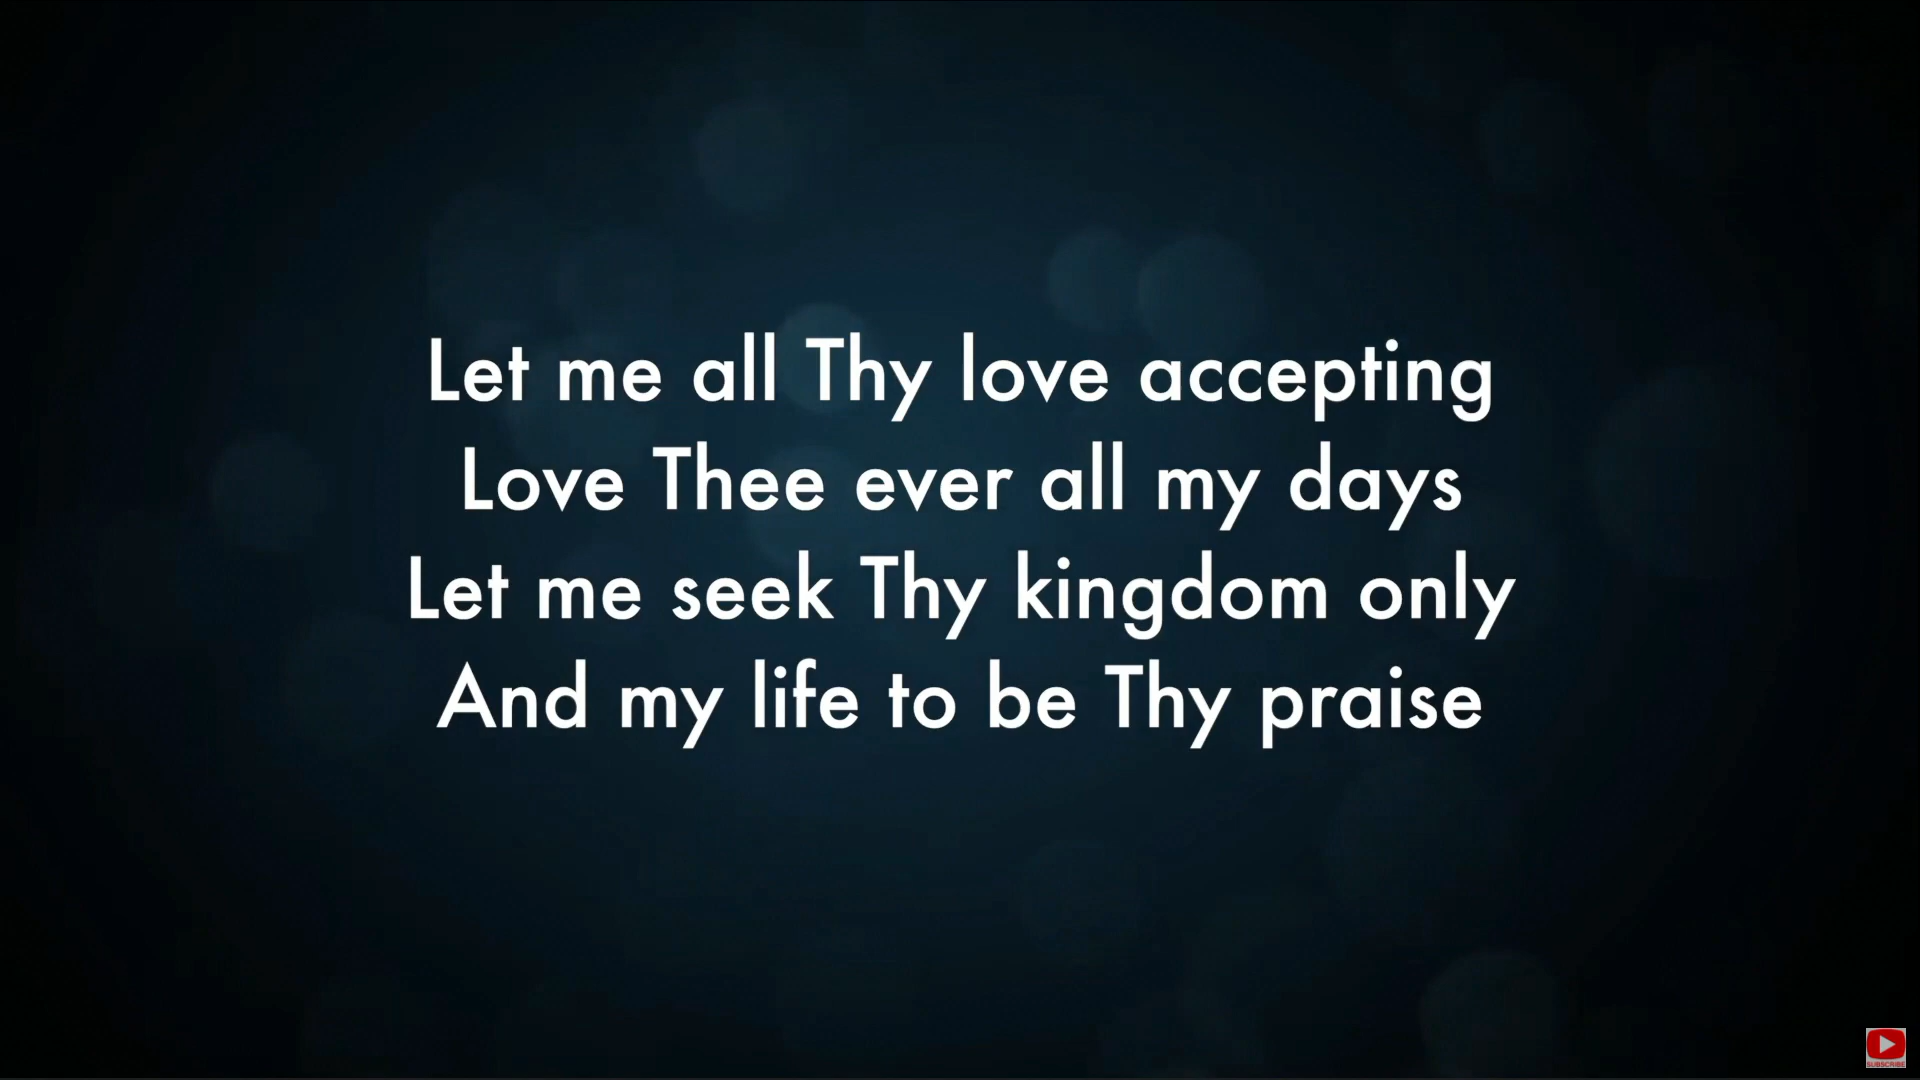 Let me all Thy love accepting
Love Thee ever all my days
Let me seek Thy kingdom only
And my life to be Thy praise
SUBSCRIBE